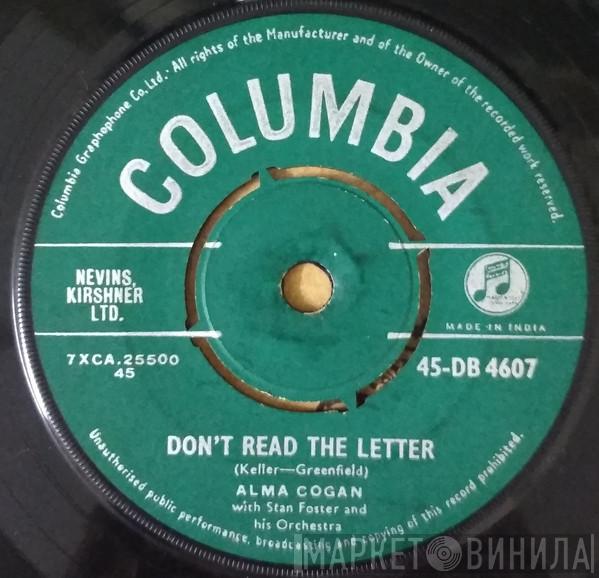 Columbia Graphophone Co. Ltd.· All rights of the Manufacturer and of the Owner of the recorded work reserved.
COLUMBIA
NEVINS,
KIRSHNER
LTD.
MADE IN INDIA
7XCA.25500
45
45-DB 4607
DON'T READ THE LETTER
(Keller—Greenfield)
ALMA COGAN
with Stan Foster and
his Orchestra
Unauthorised public performance, broadcasting and copying of this record prohibited.
МАРКЕТ ВИНИЛА